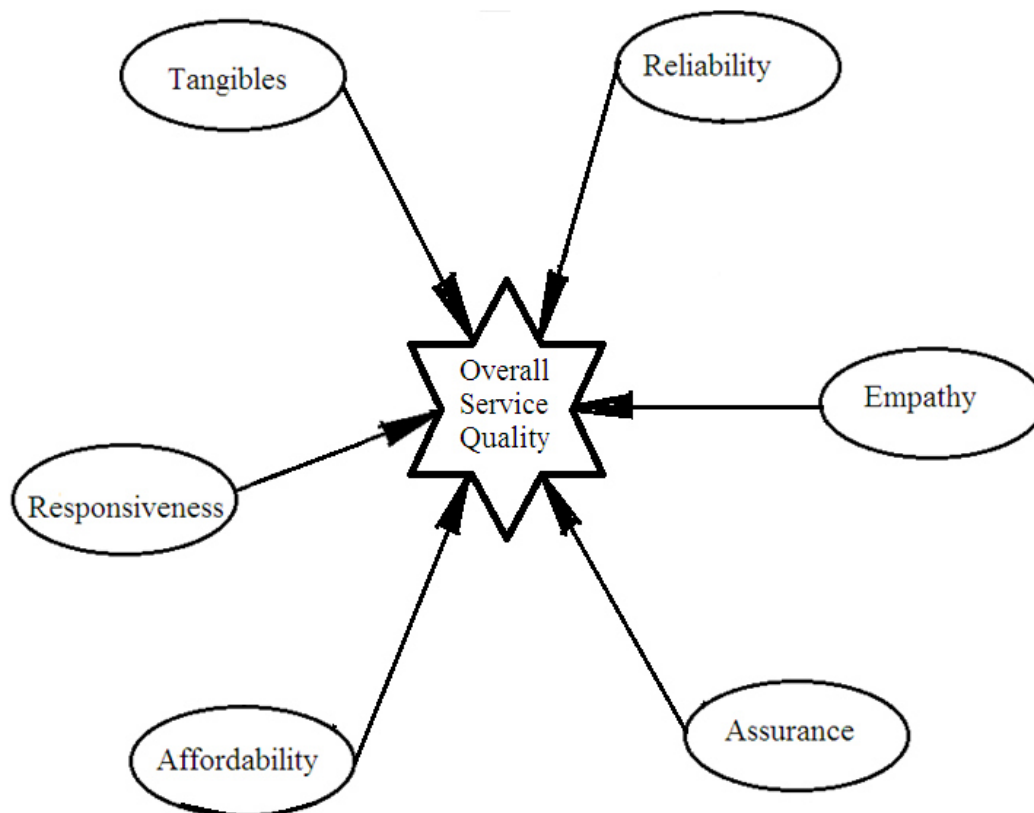 Tangibles
Reliability
Overall
Service
Quality
Empathy
Responsiveness
Affordability
Assurance